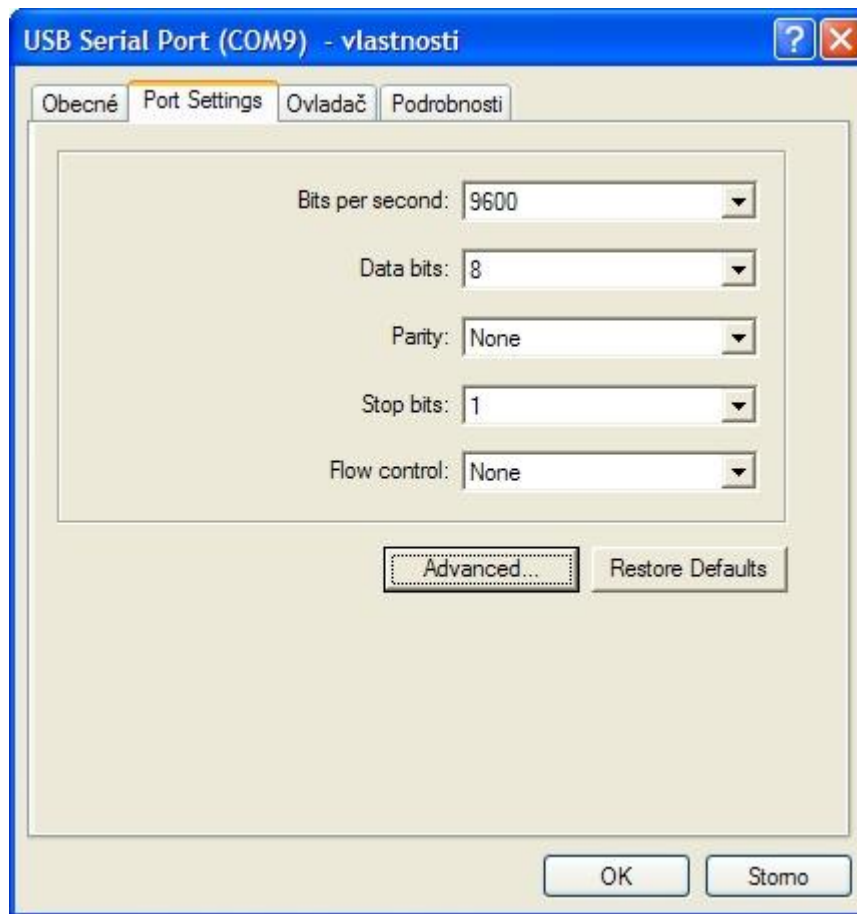 USB Serial Port (COM9) - vlastnosti
Obecné Port Settings Ovladač Podrobnosti
Bits per second: 9600
Data bits: 8
Parity: None
Stop bits: 1
Flow control: None
Advanced... Restore Defaults
OK Storno